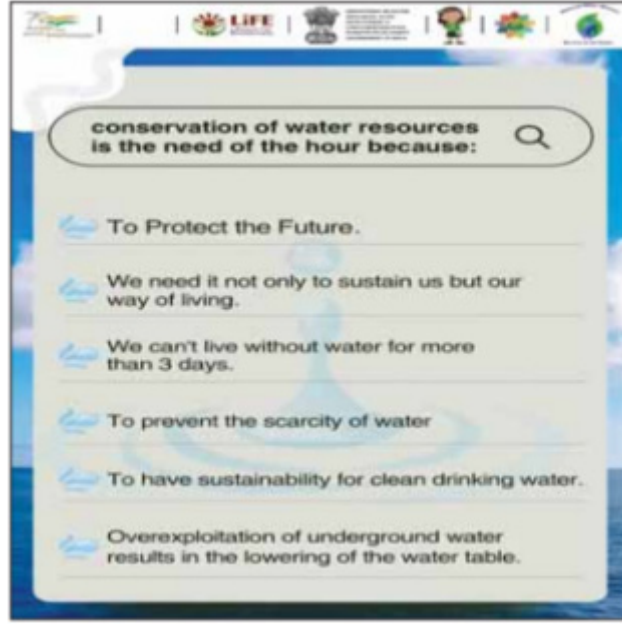 LiFE
conservation of water resources
is the need of the hour because:
To Protect the Future.
We need it not only to sustain us but our
way of living.
We can't live without water for more
than 3 days.
To prevent the scarcity of water
To have sustainability for clean drinking water.
Overexploitation of underground water
results in the lowering of the water table.